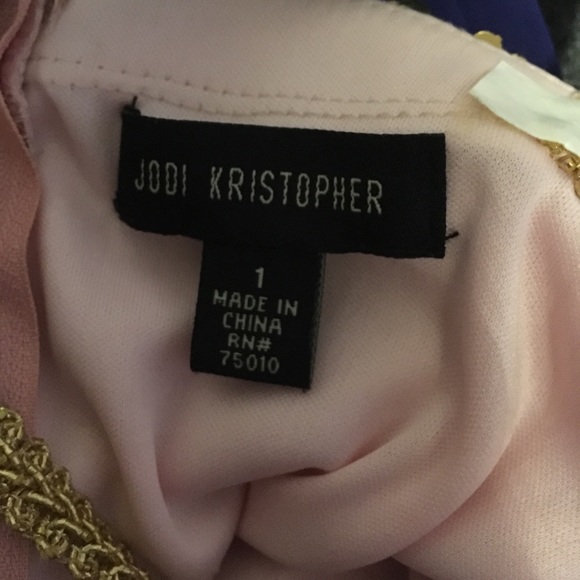 JODI KRISTOPHER
1
MADE IN
CHINA
RN#
75010